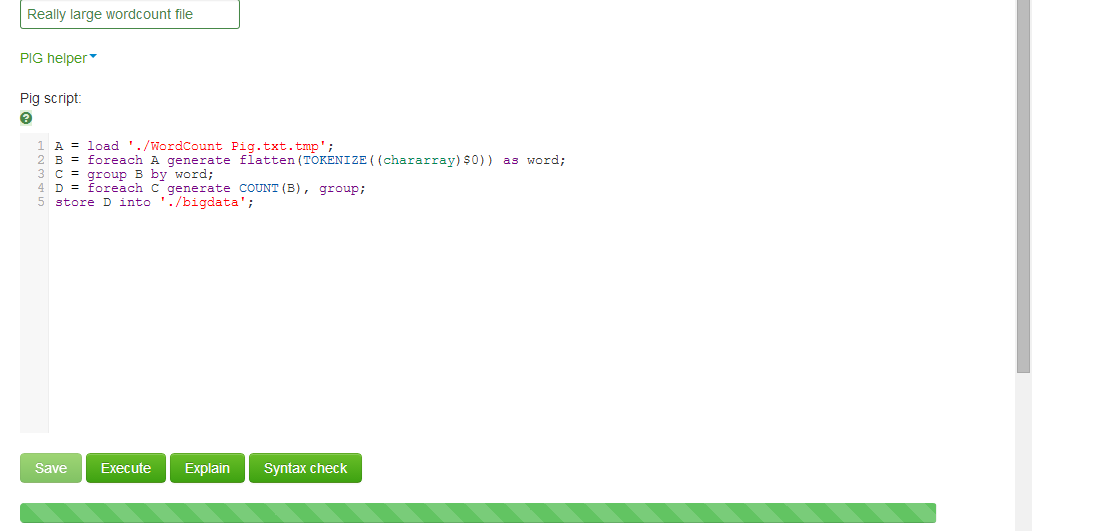 Really large wordcount file
PIG helper
Pig script:
?
1 A = load './WordCount Pig.txt.tmp';
2 B = foreach A generate flatten(TOKENIZE((chararray)$0)) as word;
3 C = group B by word;
4 D = foreach C generate COUNT(B), group;
5 store D into './bigdata';
Save Execute Explain Syntax check